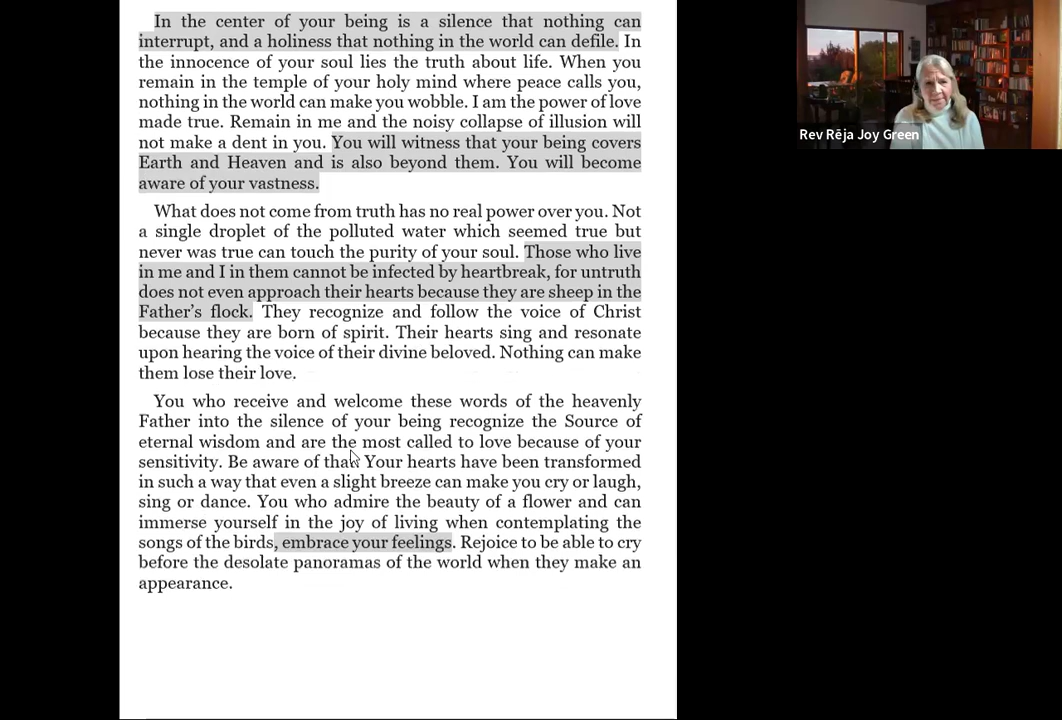 In the center of your being is a silence that nothing can
interrupt, and a holiness that nothing in the world can defile. In
the innocence of your soul lies the truth about life. When you
remain in the temple of your holy mind where peace calls you,
nothing in the world can make you wobble. I am the power of love
made true. Remain in me and the noisy collapse of illusion will
not make a dent in you. You will witness that your being covers
Earth and Heaven and is also beyond them. You will become
aware of your vastness.
What does not come from truth has no real power over you. Not
a single droplet of the polluted water which seemed true but
never was true can touch the purity of your soul. Those who live
in me and I in them cannot be infected by heartbreak, for untruth
does not even approach their hearts because they are sheep in the
Father's flock. They recognize and follow the voice of Christ
because they are born of spirit. Their hearts sing and resonate
upon hearing the voice of their divine beloved. Nothing can make
them lose their love.
You who receive and welcome these words of the heavenly
Father into the silence of your being recognize the Source of
eternal wisdom and are the most called to love because of your
sensitivity. Be aware of that. Your hearts have been transformed
in such a way that even a slight breeze can make you cry or laugh,
sing or dance. You who admire the beauty of a flower and can
immerse yourself in the joy of living when contemplating the
songs of the birds, embrace your feelings. Rejoice to be able to cry
before the desolate panoramas of the world when they make an
appearance.
Rev Rēja Joy Green